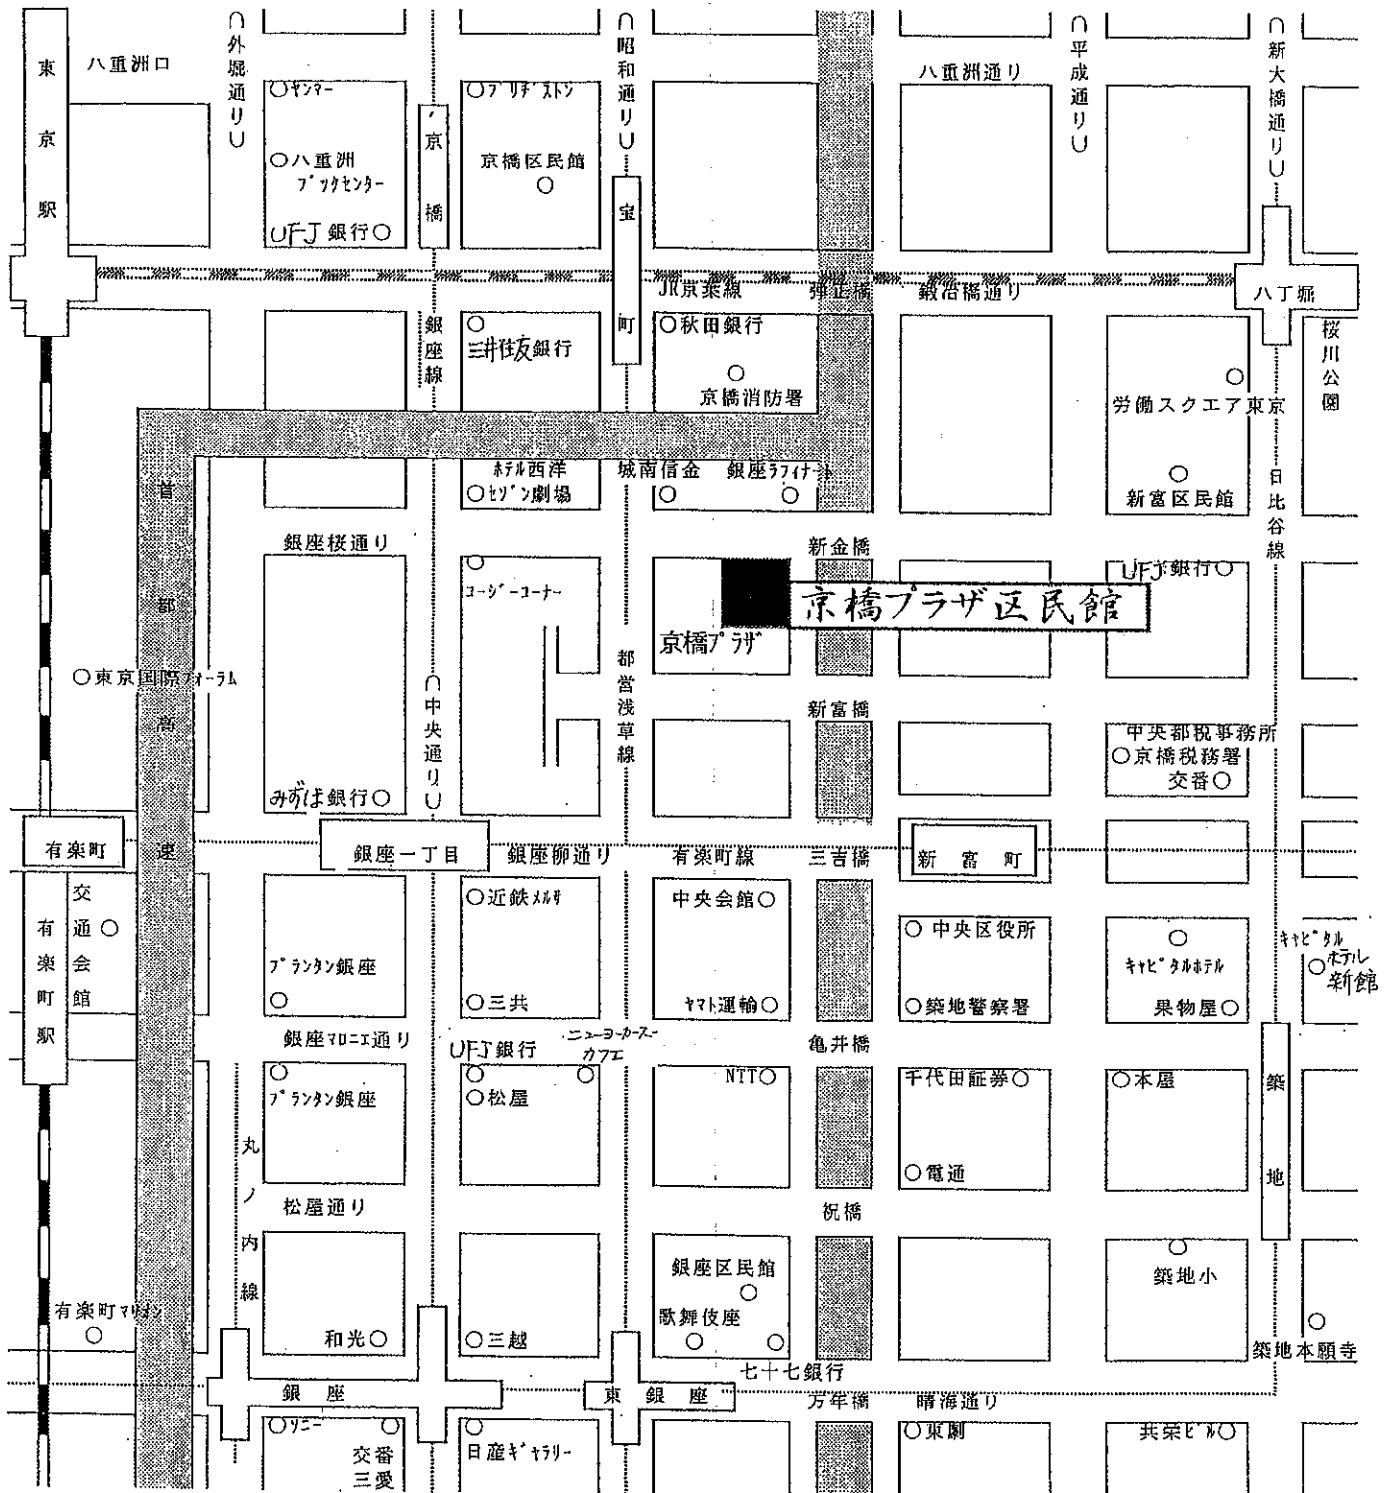 東京駅
八重洲口
外堀通り
ヤンマー
八重洲
ブックセンター
UFJ銀行
京橋
ブリヂストン
京橋区民館
昭和通り
宝町
八重洲通り
平成通り
新大橋通り
JR京葉線
弾正橋
鍛冶橋通り
八丁堀
銀座線
三井住友銀行
秋田銀行
京橋消防署
労働スクエア東京
桜川公園
首都高速
ホテル西洋
セゾン劇場
城南信金
銀座ラフィナート
新富区民館
日比谷線
銀座桜通り
コージーコーナー
新金橋
UFJ銀行
京橋プラザ区民館
京橋プラザ
東京国際フォーラム
中央通り
都営浅草線
新富橋
中央都税事務所
京橋税務署
交番
みずほ銀行
有楽町
銀座一丁目
銀座柳通り
有楽町線
三吉橋
新富町
交通会館
有楽町駅
プランタン銀座
近鉄メルサ
三共
中央会館
ヤマト運輸
中央区役所
築地警察署
キャピタルホテル
果物屋
キャピタル
ホテル
新館
銀座マロニエ通り
UFJ銀行
ニューヨーカーズ
カフェ
亀井橋
プランタン銀座
松屋
NTT
千代田証券
本屋
築地
電通
丸ノ内線
松屋通り
祝橋
銀座区民館
築地小
有楽町マリオン
和光
三越
歌舞伎座
築地本願寺
七十七銀行
銀座
東銀座
万年橋
晴海通り
ソニー
交番
三愛
日産ギャラリー
東劇
共栄ビル